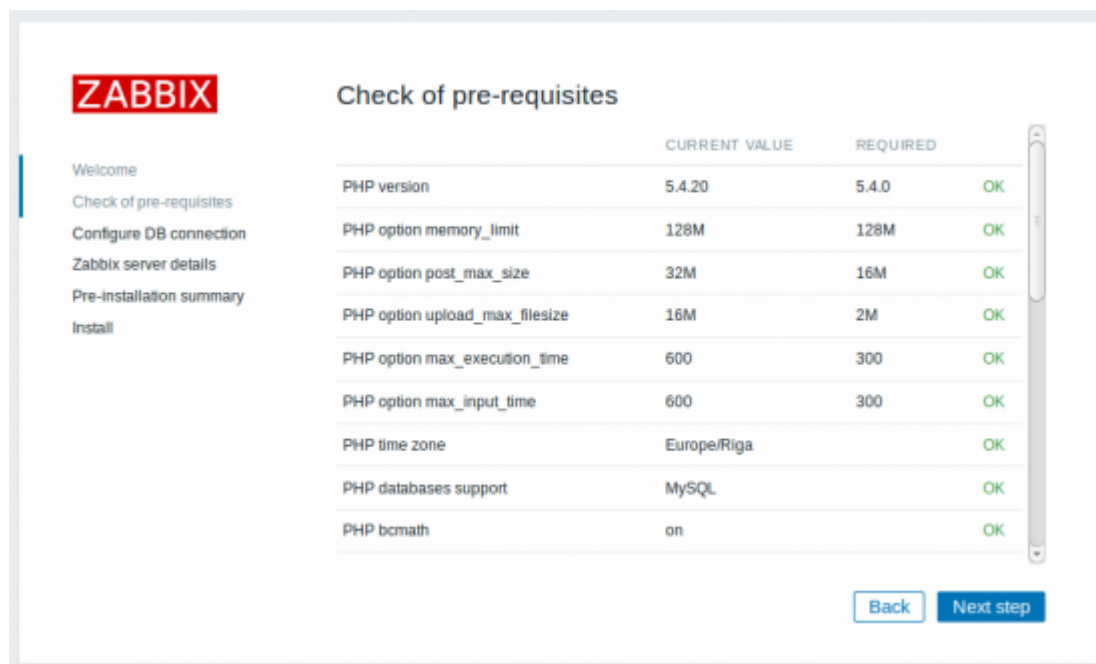 ZABBIX
Welcome
Check of pre-requisites
Configure DB connection
Zabbix server details
Pre-installation summary
Install
Check of pre-requisites
CURRENT VALUE REQUIRED
PHP version 5.4.20 5.4.0 OK
PHP option memory_limit 128M 128M OK
PHP option post_max_size 32M 16M OK
PHP option upload_max_filesize 16M 2M OK
PHP option max_execution_time 600 300 OK
PHP option max_input_time 600 300 OK
PHP time zone Europe/Riga OK
PHP databases support MySQL OK
PHP bcmath on OK
Back Next step